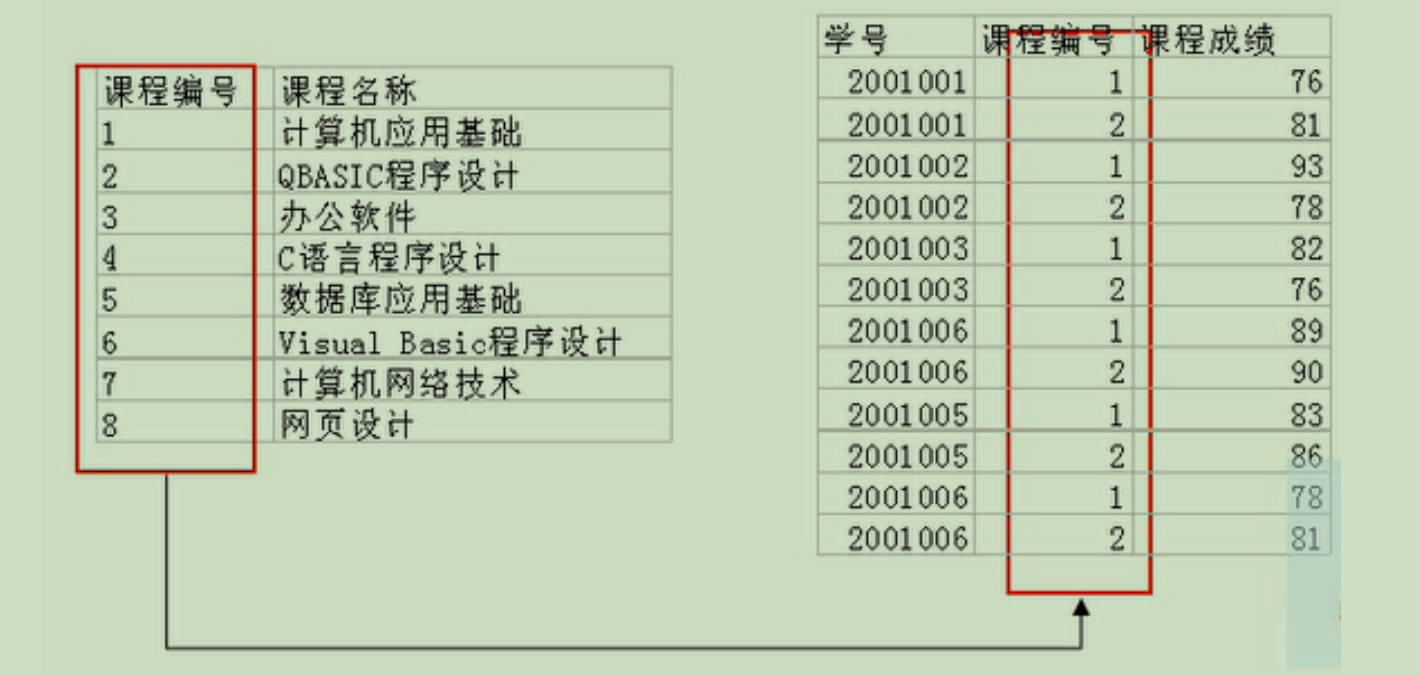 课程编号 课程名称
1 计算机应用基础
2 QBASIC程序设计
3 办公软件
4 C语言程序设计
5 数据库应用基础
6 Visual Basic程序设计
7 计算机网络技术
8 网页设计
学号 课程编号 课程成绩
2001001 1 76
2001001 2 81
2001002 1 93
2001002 2 78
2001003 1 82
2001003 2 76
2001006 1 89
2001006 2 90
2001005 1 83
2001005 2 86
2001006 1 78
2001006 2 81